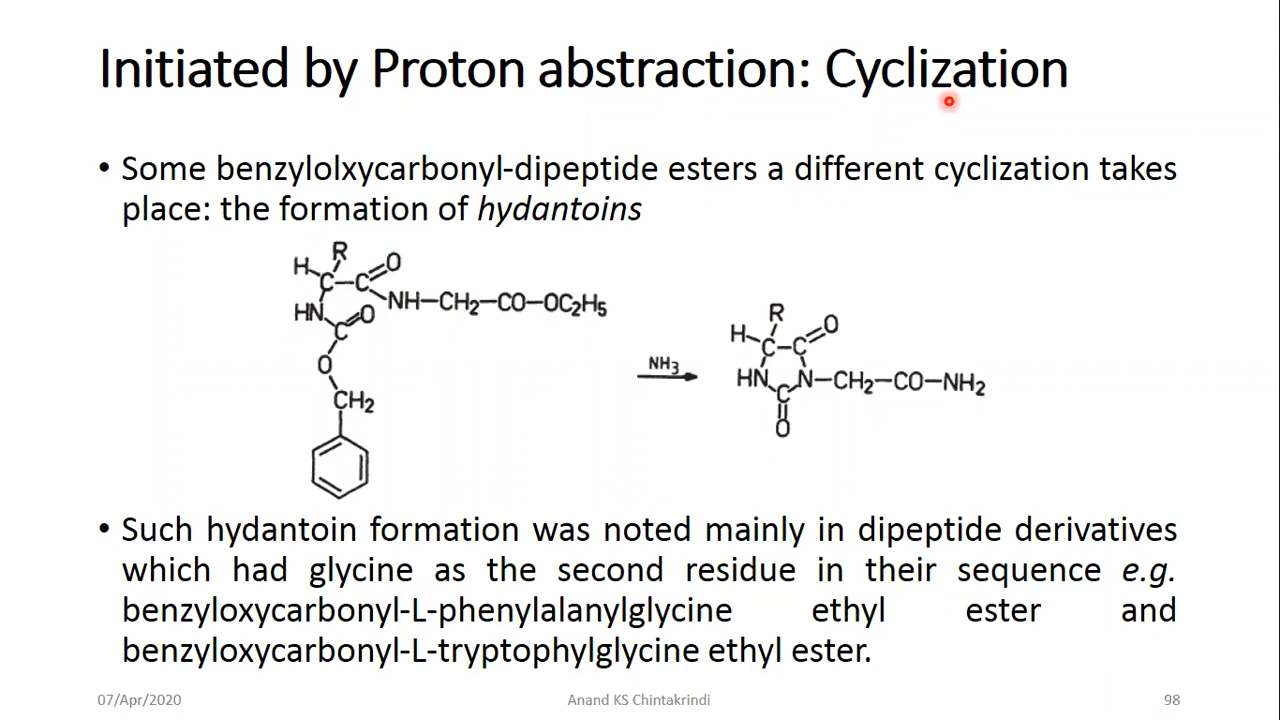 Initiated by Proton abstraction: Cyclization
• Some benzylolxycarbonyl-dipeptide esters a different cyclization takes
place: the formation of hydantoins
R
H
C–C
O
NH–CH₂–CO–OC₂H₅
HN
O
C
O
CH₂
NH₃
R
H
O
C–C
HN
N–CH₂–CO–NH₂
C
O
• Such hydantoin formation was noted mainly in dipeptide derivatives
which had glycine as the second residue in their sequence e.g.
benzyloxycarbonyl-L-phenylalanylglycine ethyl ester and
benzyloxycarbonyl-L-tryptophylglycine ethyl ester.
07/Apr/2020 Anand KS Chintakrindi 98